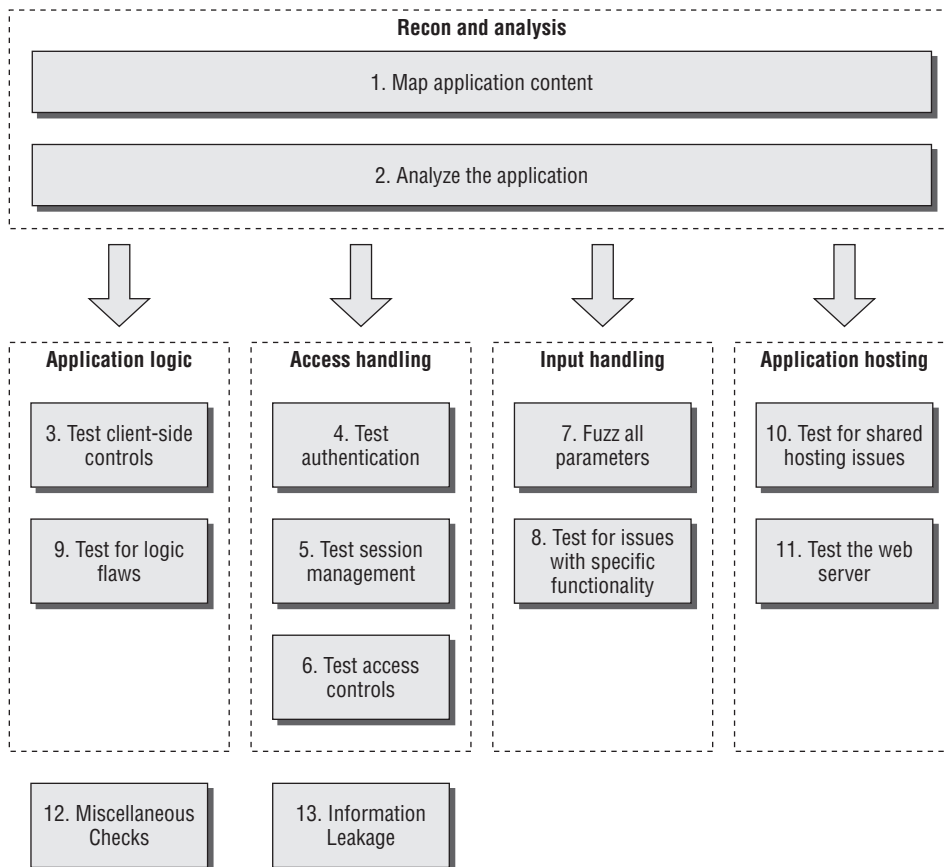 Recon and analysis
1. Map application content
2. Analyze the application
Application logic
3. Test client-side
controls
9. Test for logic
flaws
Access handling
4. Test
authentication
5. Test session
management
6. Test access
controls
Input handling
7. Fuzz all
parameters
8. Test for issues
with specific
functionality
Application hosting
10. Test for shared
hosting issues
11. Test the web
server
12. Miscellaneous
Checks
13. Information
Leakage